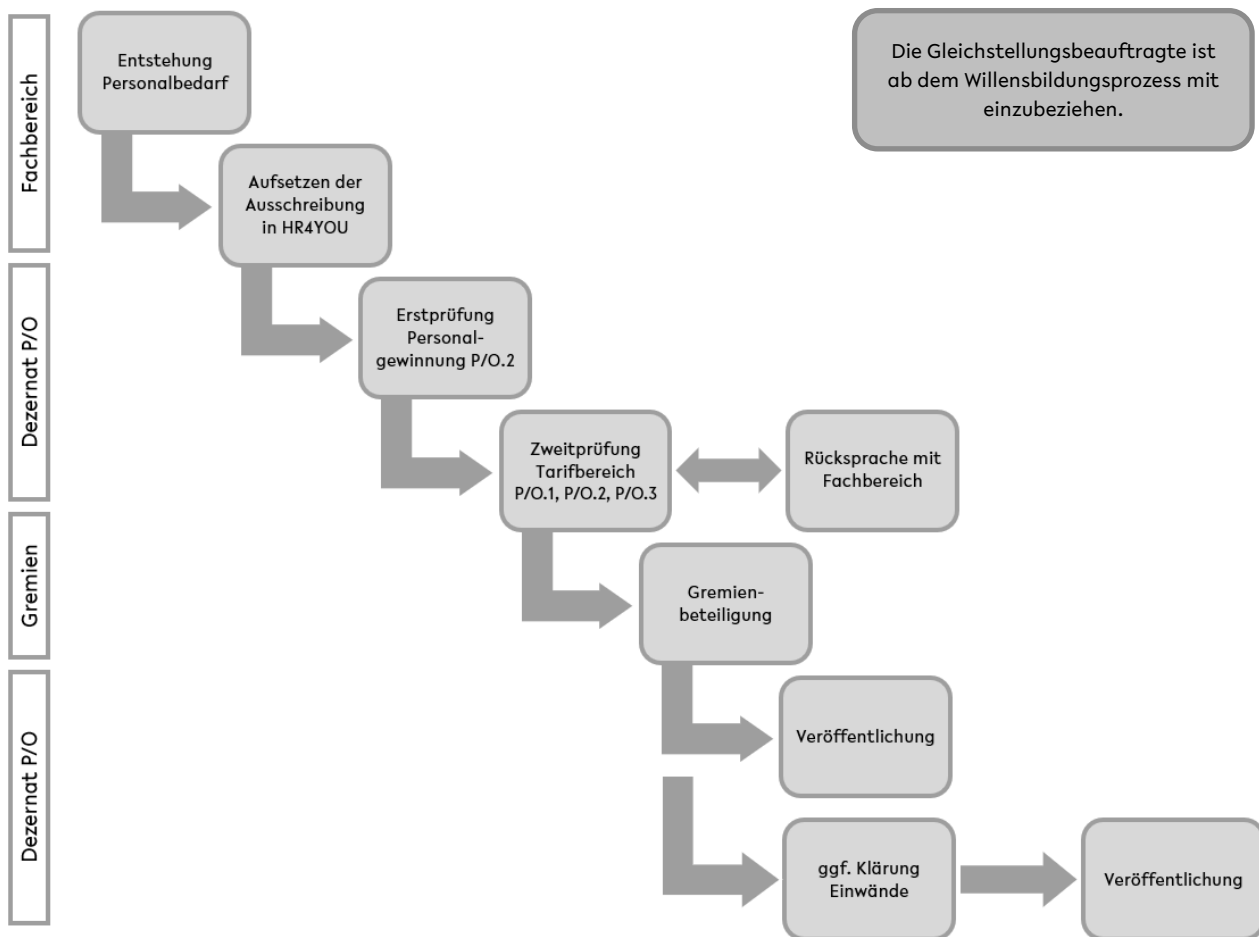 Fachbereich
Entstehung
Personalbedarf
Die Gleichstellungsbeauftragte ist
ab dem Willensbildungsprozess mit
einzubeziehen.
Aufsetzen der
Ausschreibung
in HR4YOU
Dezernat P/O
Erstprüfung
Personal-
gewinnung P/O.2
Zweitprüfung
Tarifbereich
P/O.1, P/O.2, P/O.3
Rücksprache mit
Fachbereich
Gremien
Gremien-
beteiligung
Dezernat P/O
Veröffentlichung
ggf. Klärung
Einwände
Veröffentlichung